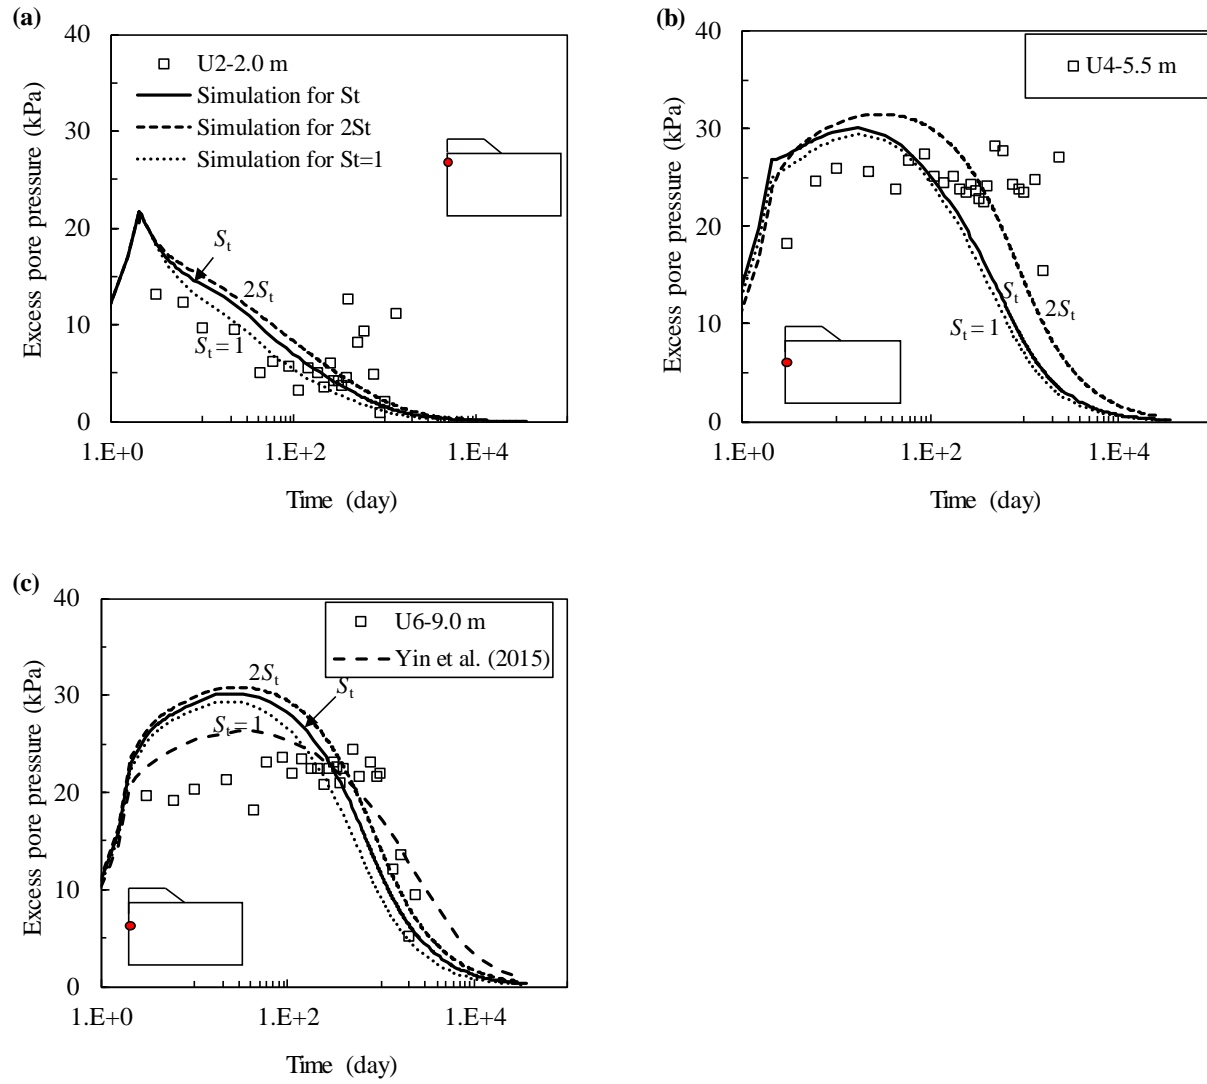 (a)
40
30
20
10
0
Excess pore pressure (kPa)
U2-2.0 m
Simulation for St
Simulation for 2St
Simulation for St=1
St
2St
St = 1
1.E+0 1.E+2 1.E+4
Time (day)
(b)
40
30
20
10
0
Excess pore pressure (kPa)
U4-5.5 m
St
2St
St = 1
1.E+0 1.E+2 1.E+4
Time (day)
(c)
40
30
20
10
0
Excess pore pressure (kPa)
U6-9.0 m
Yin et al. (2015)
2St
St
St = 1
1.E+0 1.E+2 1.E+4
Time (day)